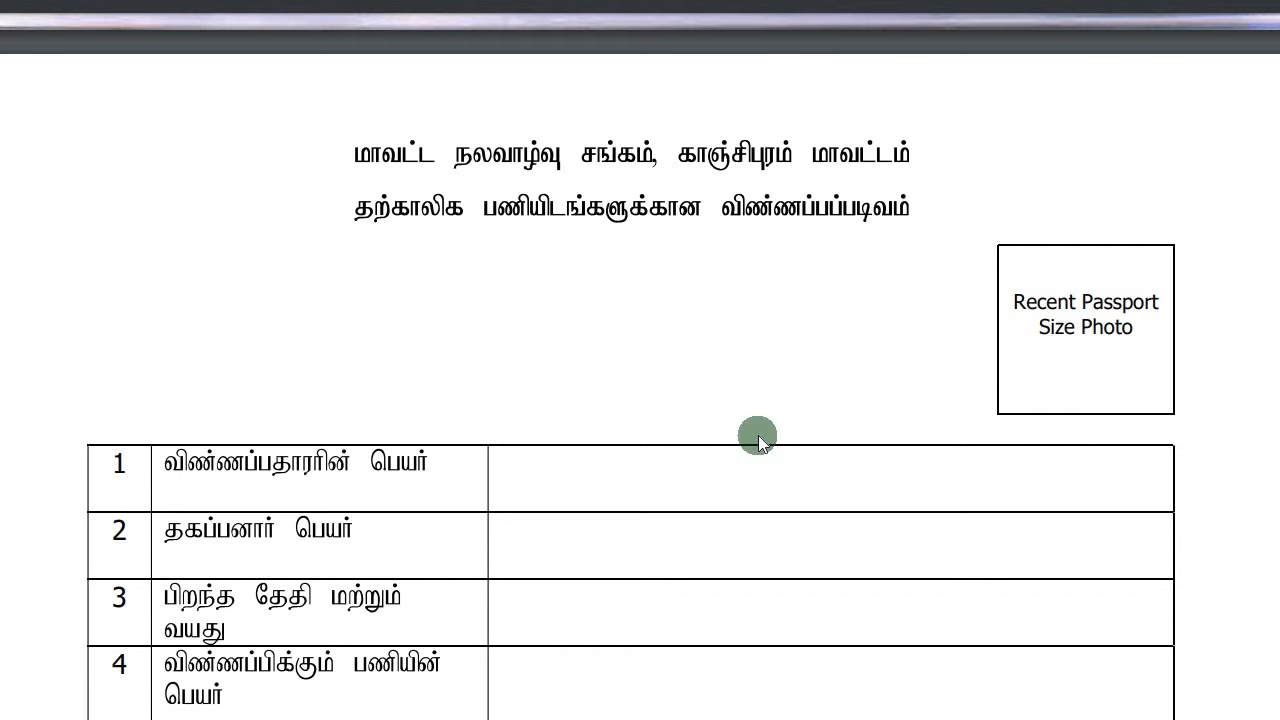 மாவட்ட நலவாழ்வு சங்கம், காஞ்சிபுரம் மாவட்டம்
தற்காலிக பணியிடங்களுக்கான விண்ணப்பப்படிவம்
Recent Passport
Size Photo
1 விண்ணப்பதாரரின் பெயர்
2 தகப்பனார் பெயர்
3 பிறந்த தேதி மற்றும்
வயது
4 விண்ணப்பிக்கும் பணியின்
பெயர்